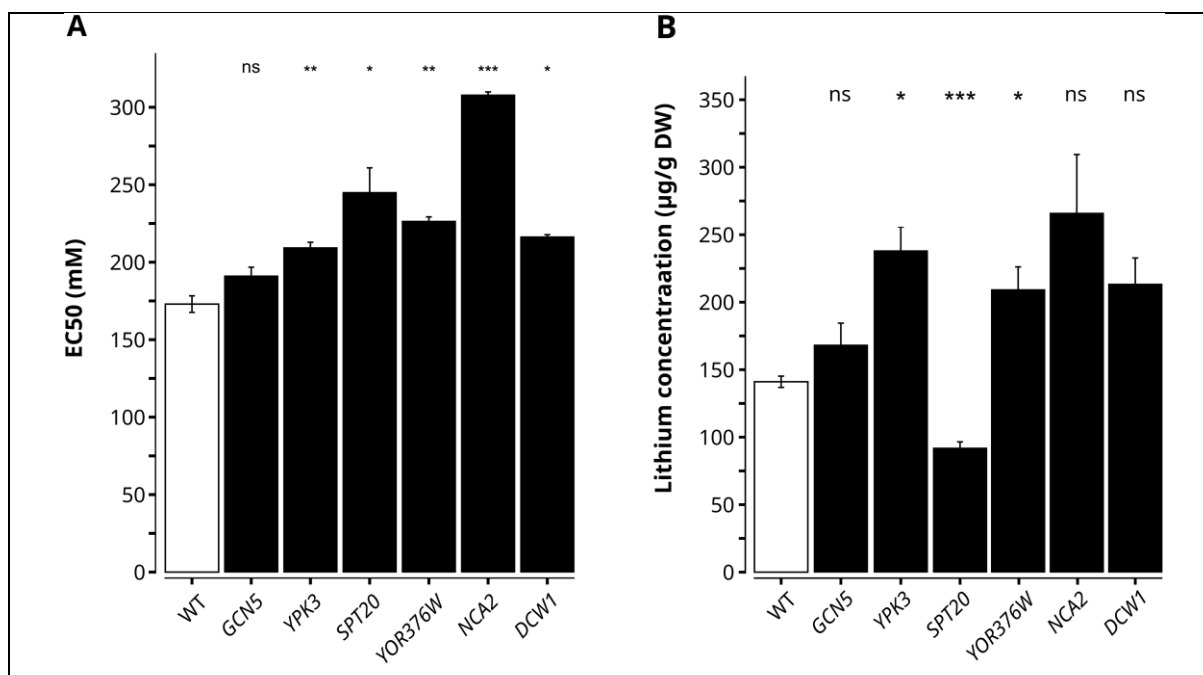 A
EC50 (mM)
300
250
200
150
100
50
0
ns ** * ** *** *
WT GCN5 YPK3 SPT20 YOR376W NCA2 DCW1
B
Lithium concentraation (µg/g DW)
350
300
250
200
150
100
50
0
ns * *** * ns ns
WT GCN5 YPK3 SPT20 YOR376W NCA2 DCW1